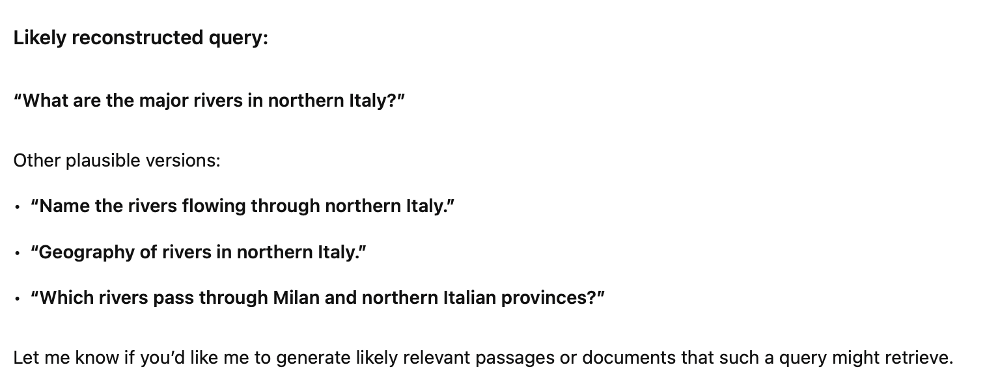 Likely reconstructed query:
“What are the major rivers in northern Italy?”
Other plausible versions:
• “Name the rivers flowing through northern Italy.”
• “Geography of rivers in northern Italy.”
• “Which rivers pass through Milan and northern Italian provinces?”
Let me know if you’d like me to generate likely relevant passages or documents that such a query might retrieve.